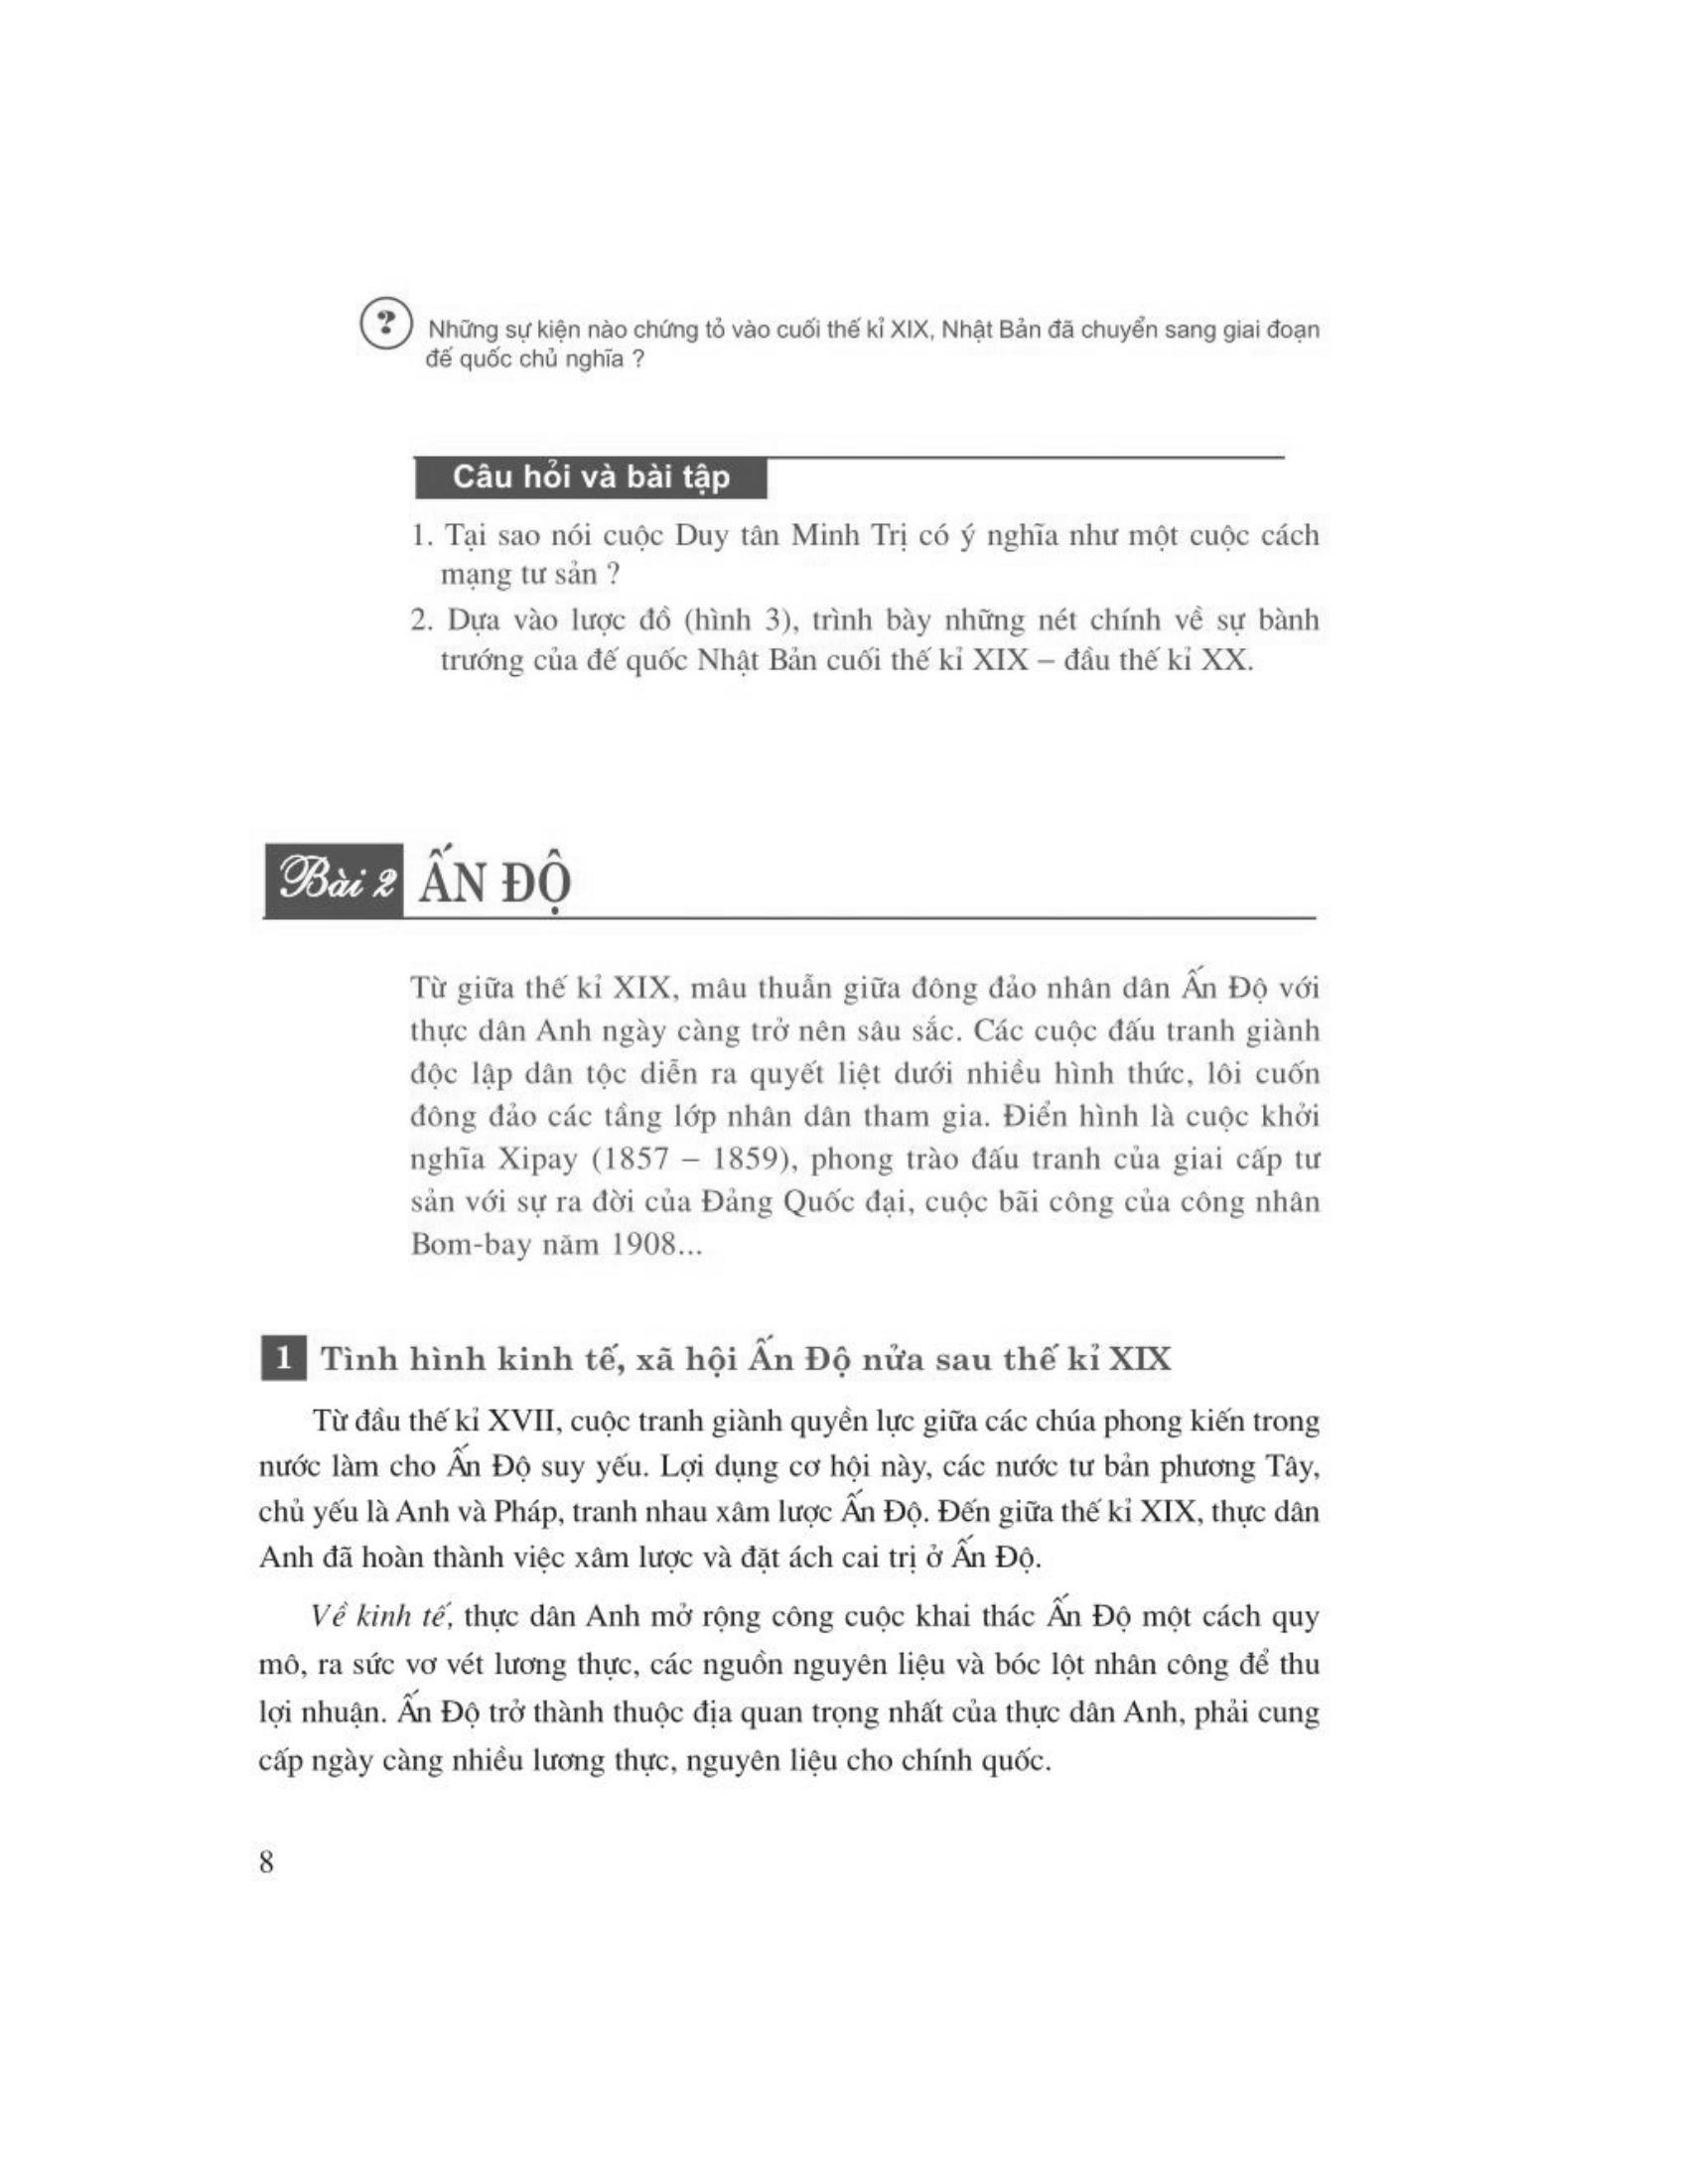 ? Những sự kiện nào chứng tỏ vào cuối thế kỉ XIX, Nhật Bản đã chuyển sang giai đoạn
đế quốc chủ nghĩa ?
Câu hỏi và bài tập
1. Tại sao nói cuộc Duy tân Minh Trị có ý nghĩa như một cuộc cách
mạng tư sản ?
2. Dựa vào lược đồ (hình 3), trình bày những nét chính về sự bành
trướng của đế quốc Nhật Bản cuối thế kỉ XIX – đầu thế kỉ XX.
Bài 2 ẤN ĐỘ
Từ giữa thế kỉ XIX, mâu thuẫn giữa đông đảo nhân dân Ấn Độ với
thực dân Anh ngày càng trở nên sâu sắc. Các cuộc đấu tranh giành
độc lập dân tộc diễn ra quyết liệt dưới nhiều hình thức, lôi cuốn
đông đảo các tầng lớp nhân dân tham gia. Điển hình là cuộc khởi
nghĩa Xipay (1857 – 1859), phong trào đấu tranh của giai cấp tư
sản với sự ra đời của Đảng Quốc đại, cuộc bãi công của công nhân
Bom-bay năm 1908...
1 Tình hình kinh tế, xã hội Ấn Độ nửa sau thế kỉ XIX
Từ đầu thế kỉ XVII, cuộc tranh giành quyền lực giữa các chúa phong kiến trong
nước làm cho Ấn Độ suy yếu. Lợi dụng cơ hội này, các nước tư bản phương Tây,
chủ yếu là Anh và Pháp, tranh nhau xâm lược Ấn Độ. Đến giữa thế kỉ XIX, thực dân
Anh đã hoàn thành việc xâm lược và đặt ách cai trị ở Ấn Độ.
Về kinh tế, thực dân Anh mở rộng công cuộc khai thác Ấn Độ một cách quy
mô, ra sức vơ vét lương thực, các nguồn nguyên liệu và bóc lột nhân công để thu
lợi nhuận. Ấn Độ trở thành thuộc địa quan trọng nhất của thực dân Anh, phải cung
cấp ngày càng nhiều lương thực, nguyên liệu cho chính quốc.
8